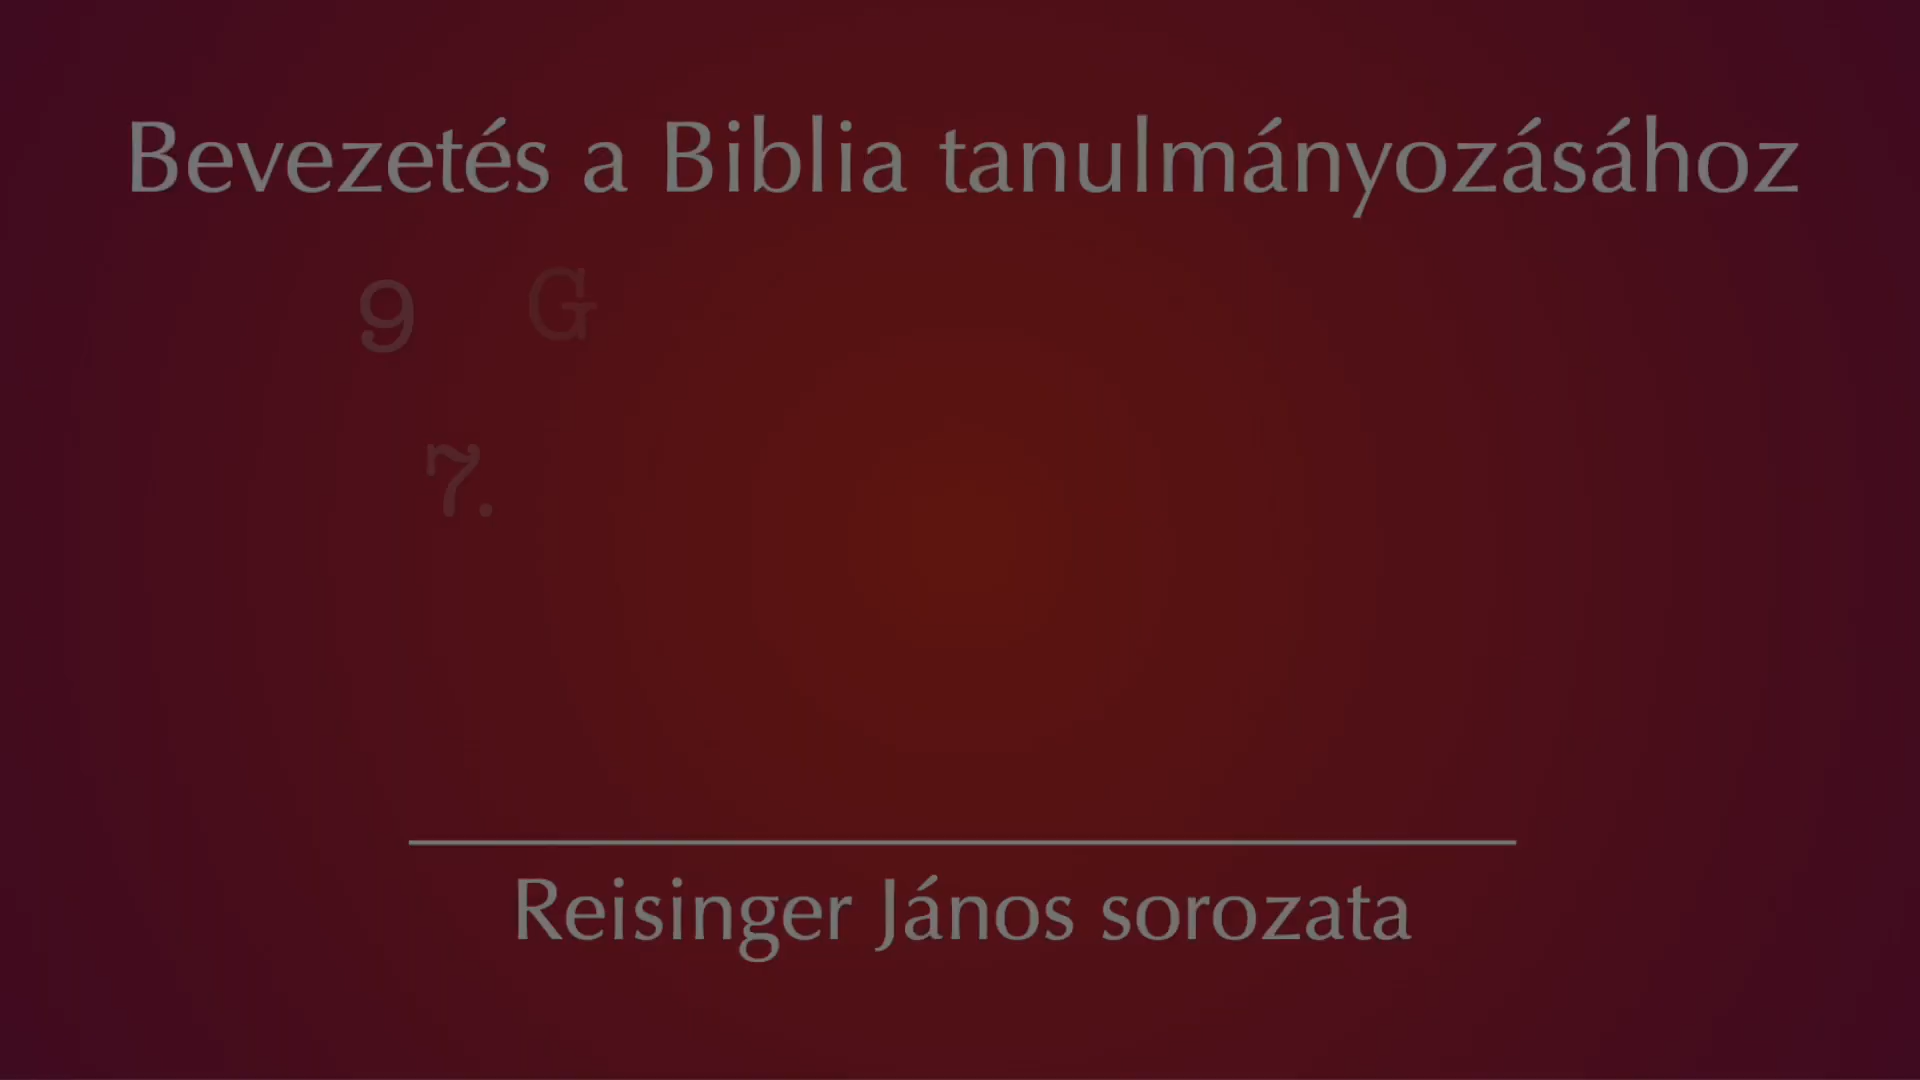 Bevezetés a Biblia tanulmányozásához
9 G
7.
Reisinger János sorozata